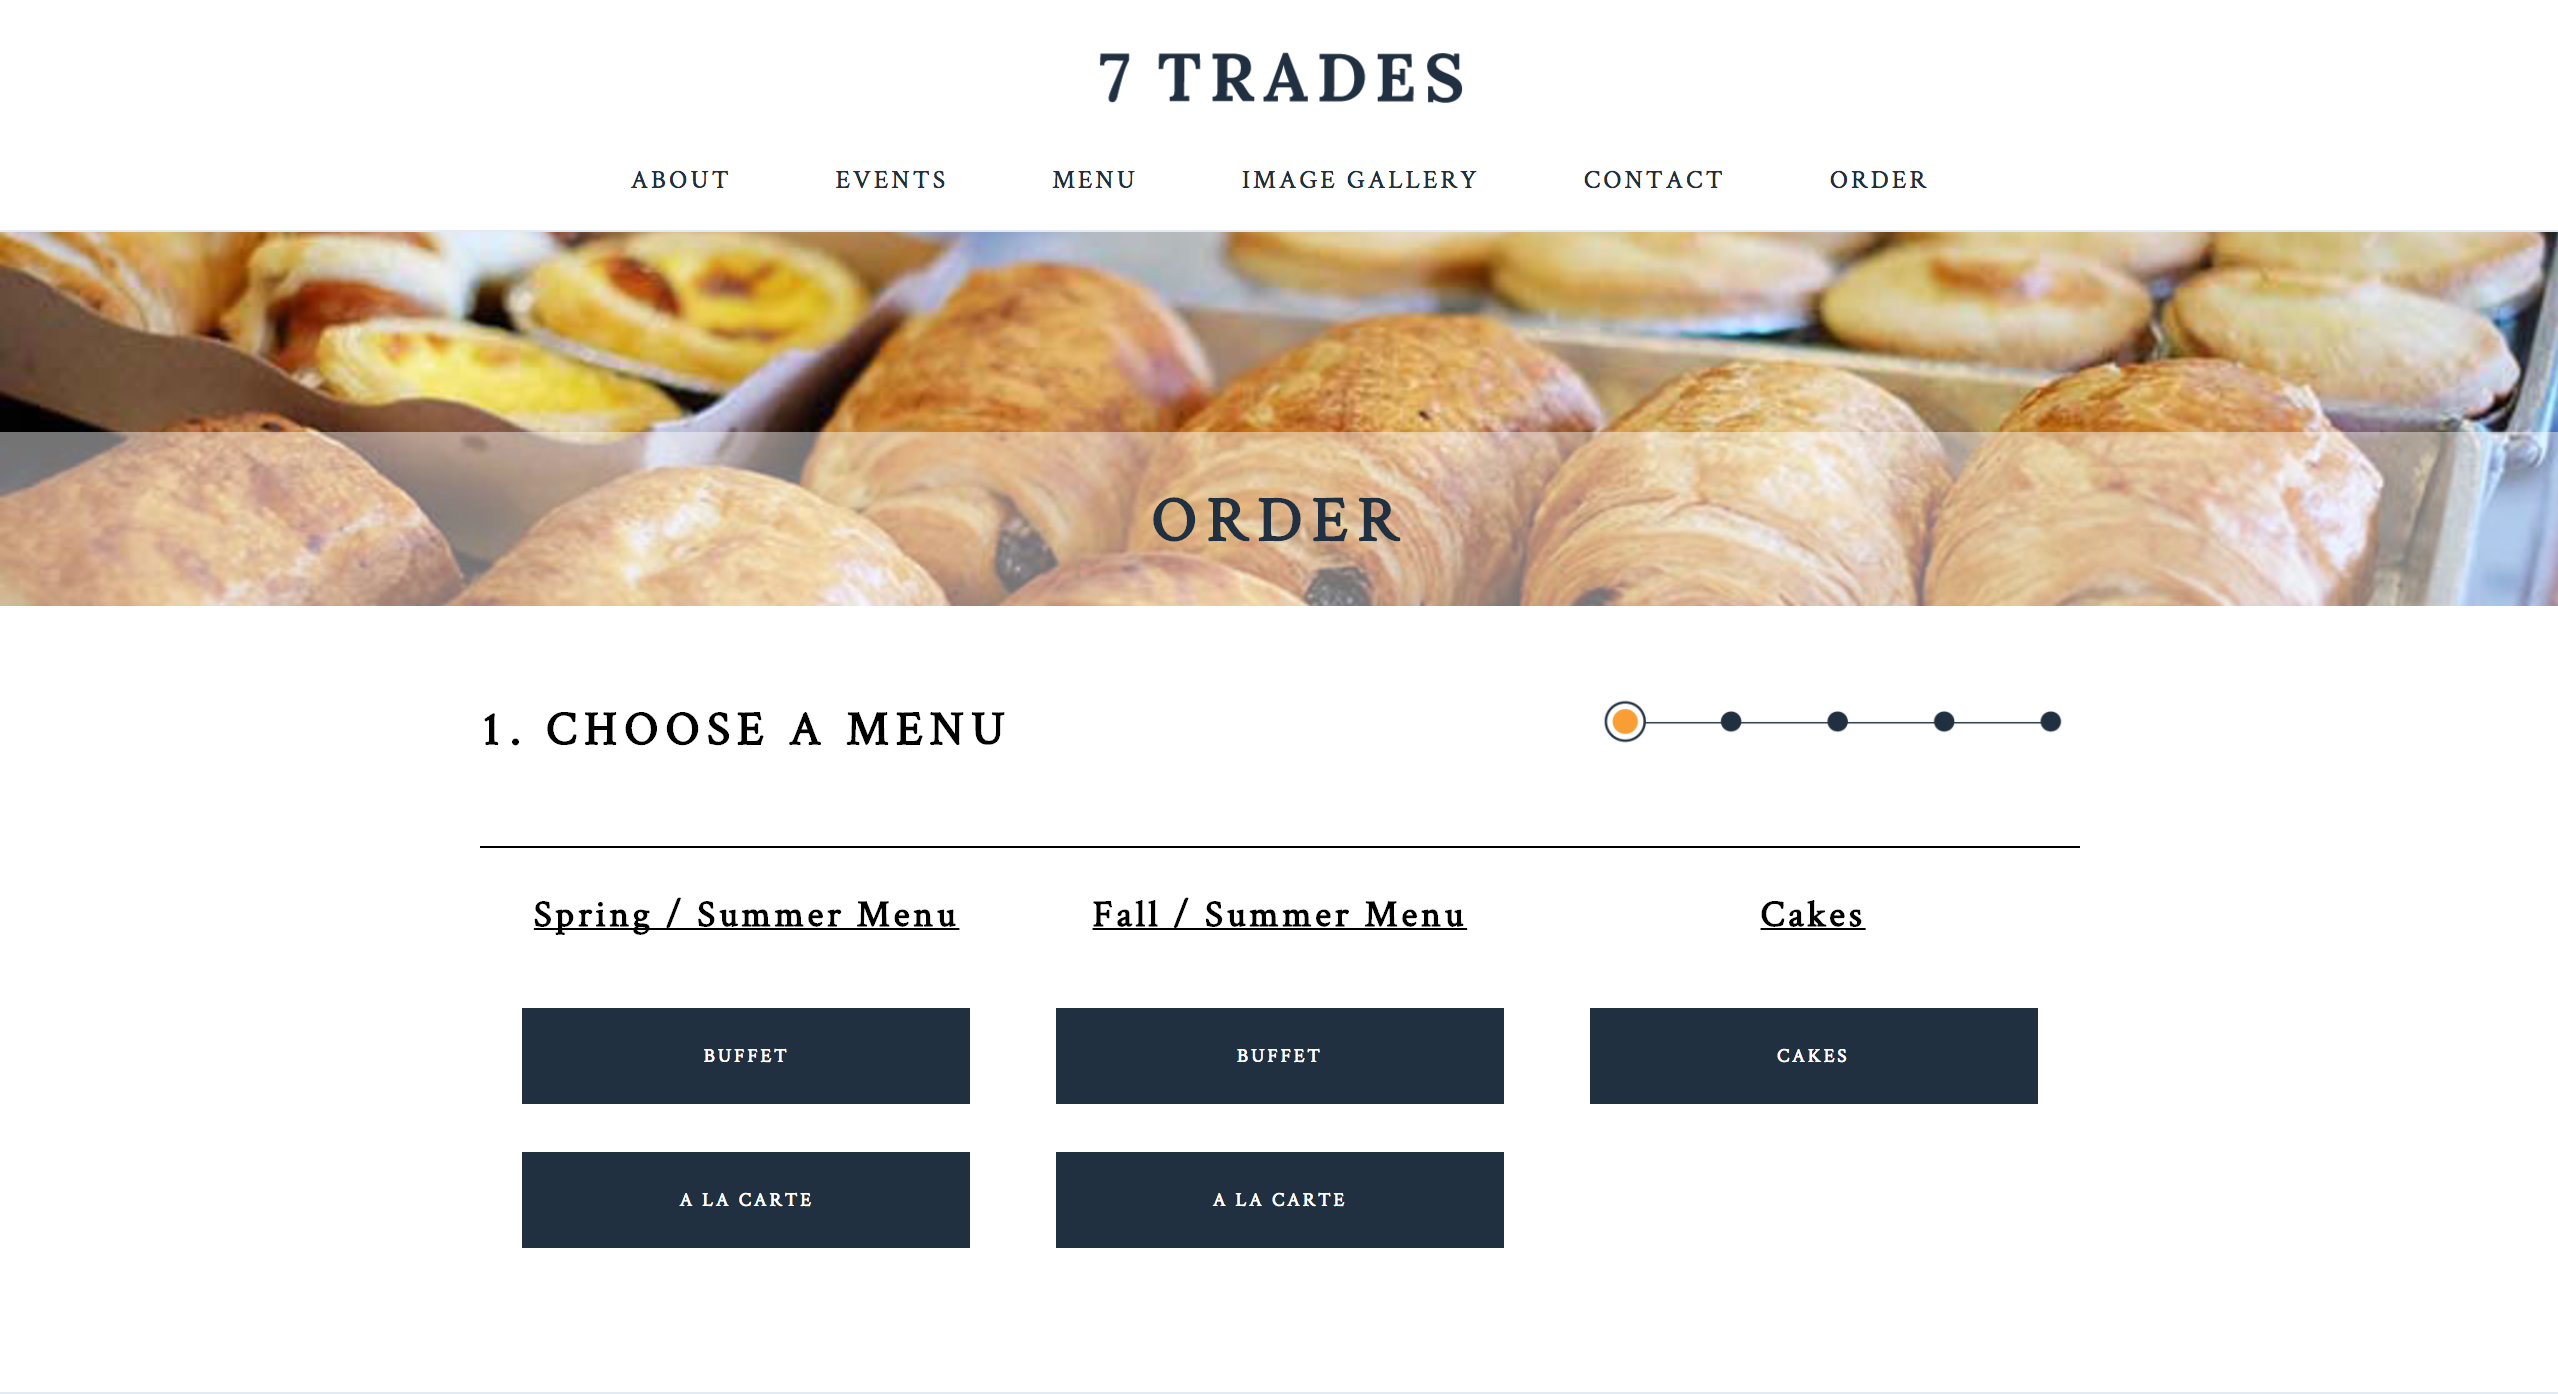 7 TRADES
ABOUT EVENTS MENU IMAGE GALLERY CONTACT ORDER
ORDER
1. CHOOSE A MENU
Spring / Summer Menu
Fall / Summer Menu
Cakes
BUFFET
BUFFET
CAKES
A LA CARTE
A LA CARTE